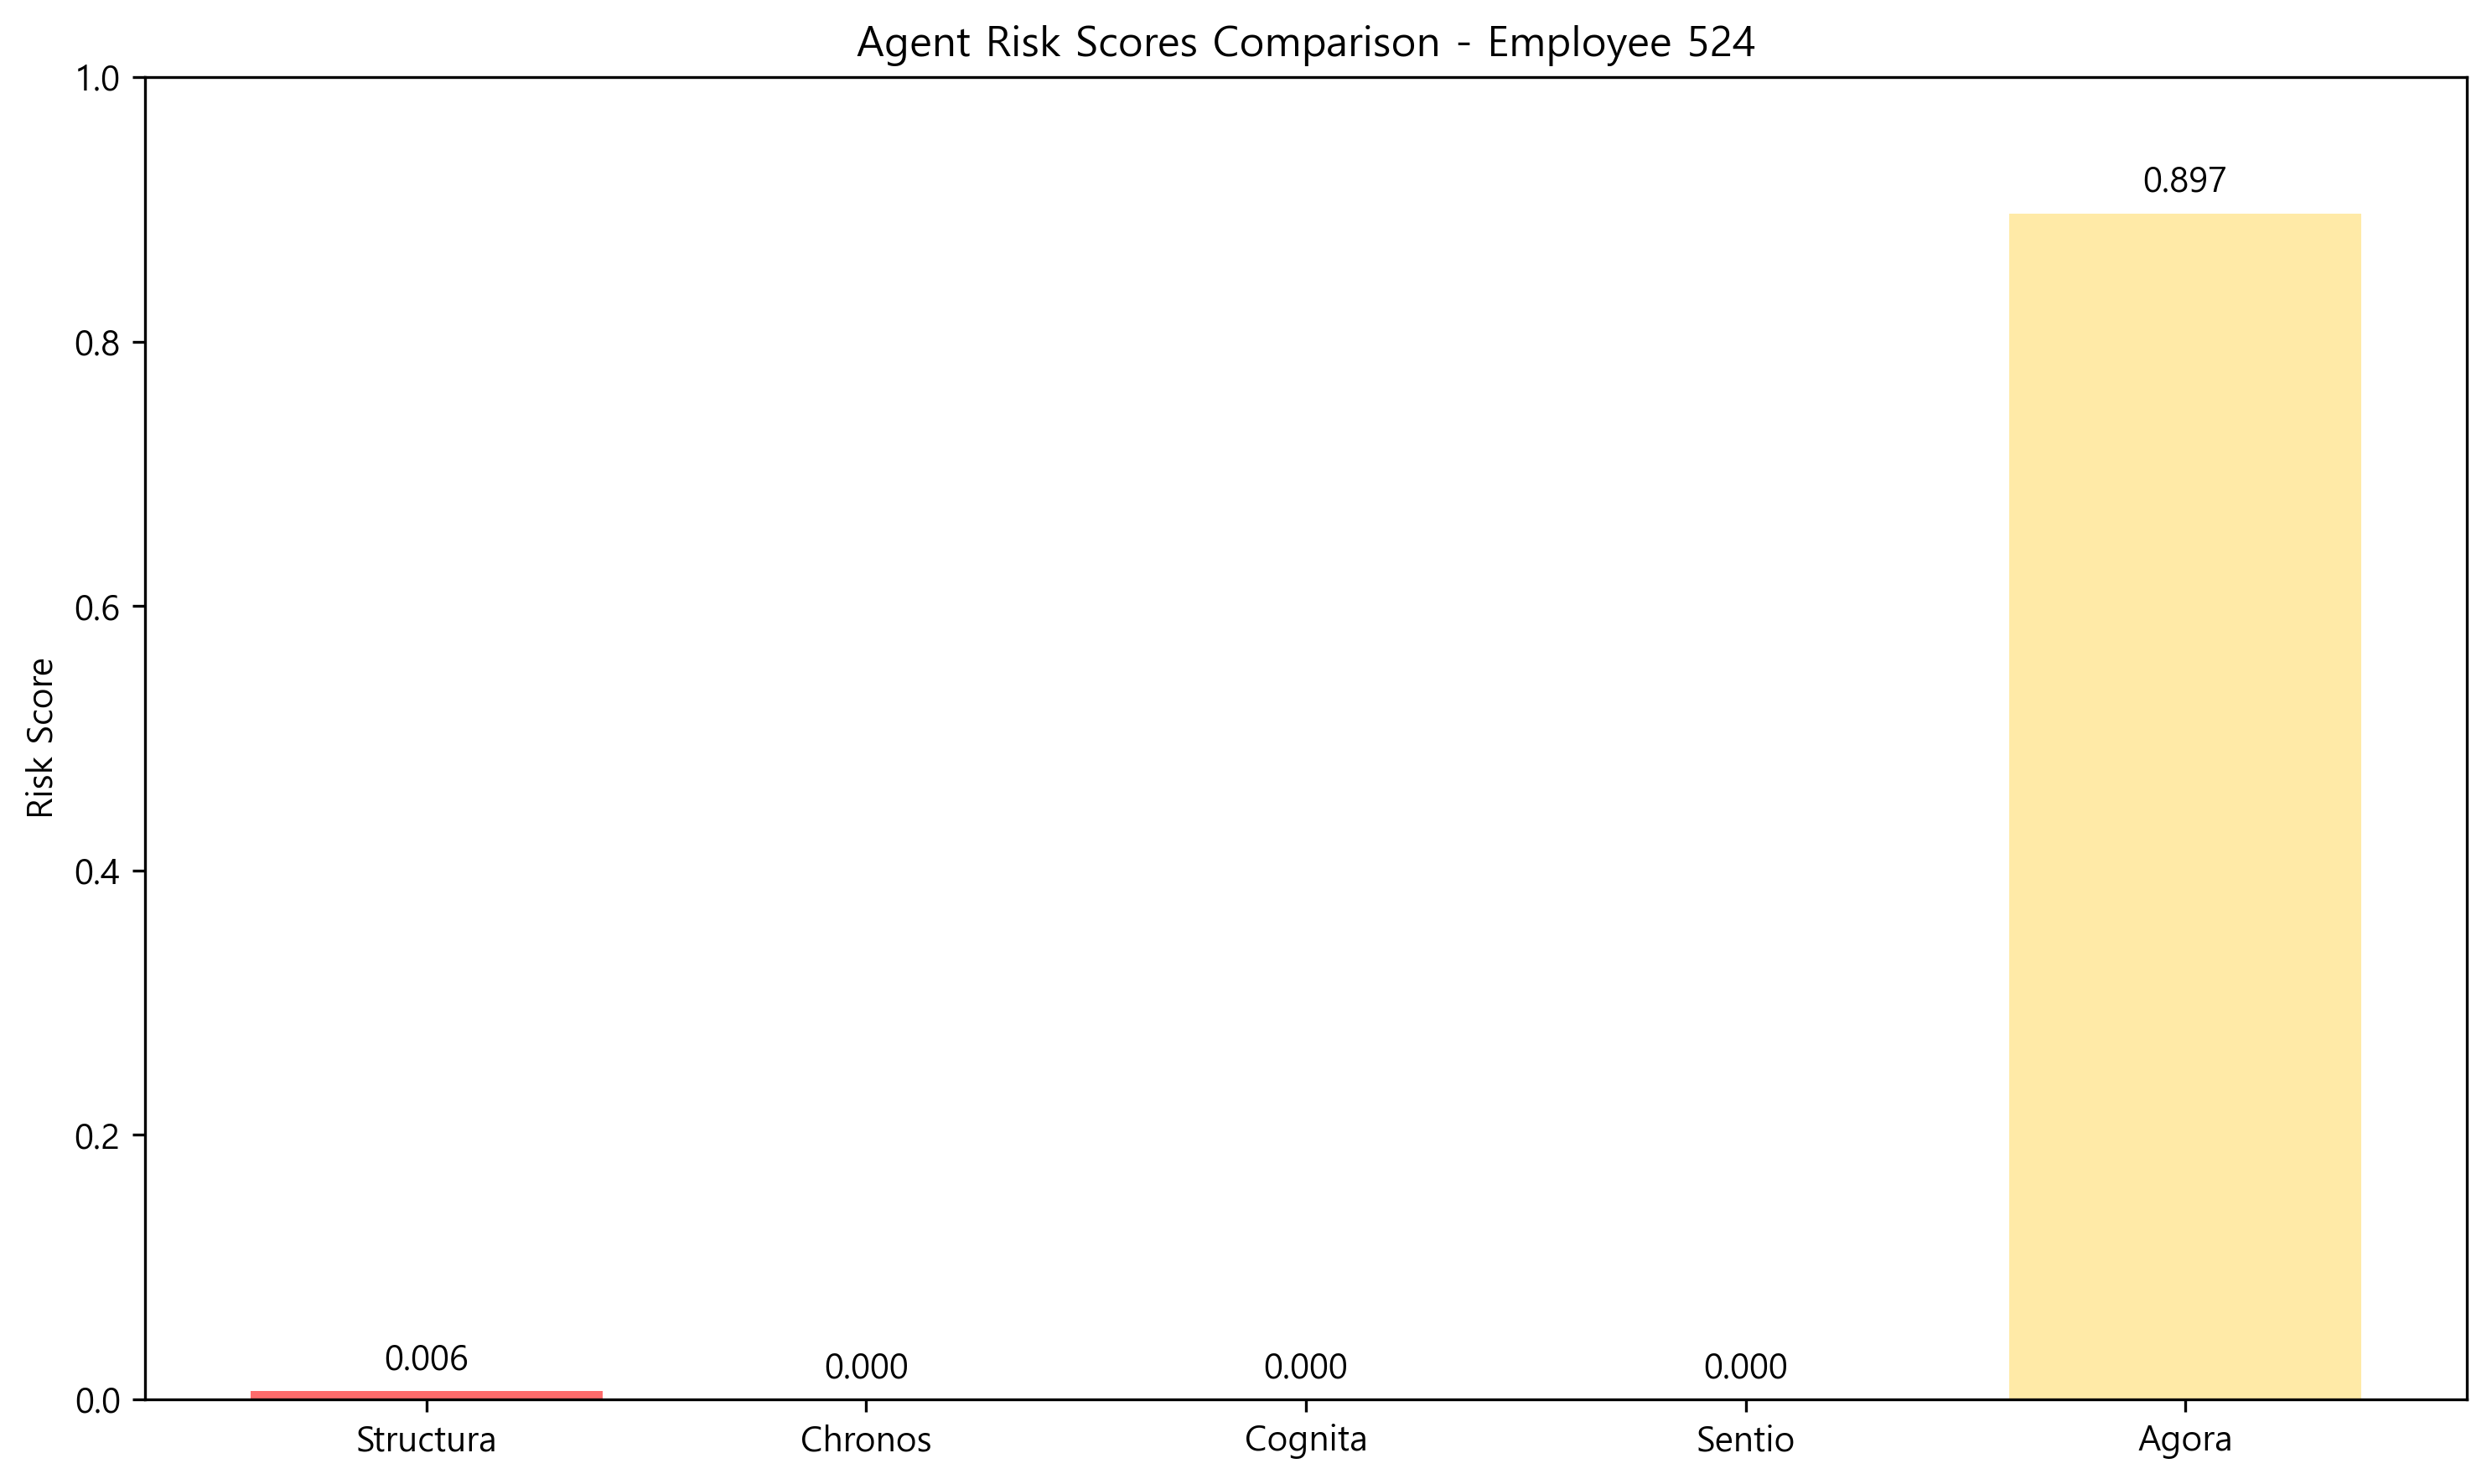 Agent Risk Scores Comparison - Employee 524
1.0
0.8
0.6
0.4
0.2
0.0
Risk Score
0.006
0.000
0.000
0.000
0.897
Structura
Chronos
Cognita
Sentio
Agora